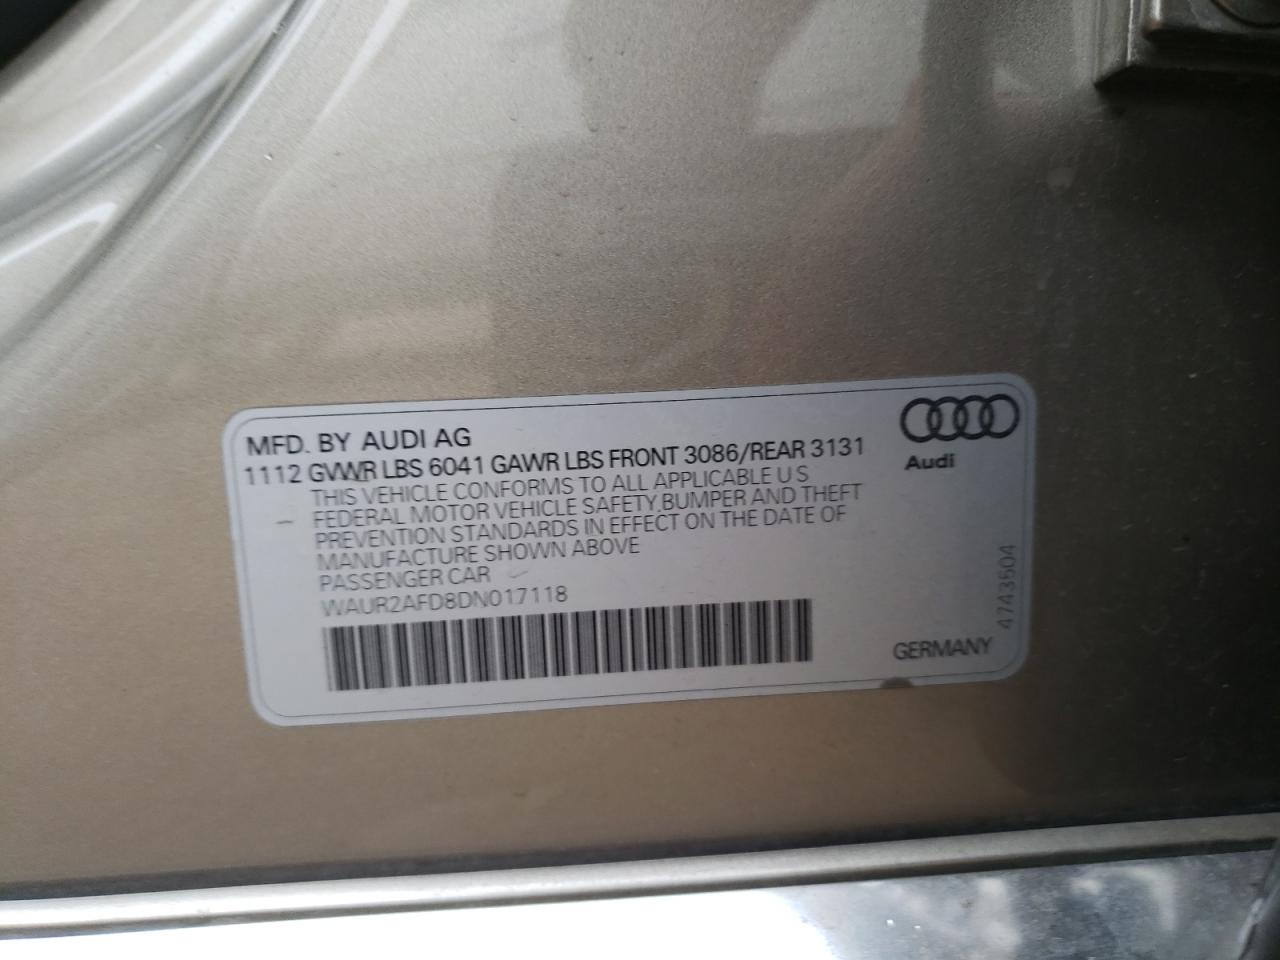 MFD. BY AUDI AG
1112 GVWR LBS 6041 GAWR LBS FRONT 3086/REAR 3131
THIS VEHICLE CONFORMS TO ALL APPLICABLE U S
FEDERAL MOTOR VEHICLE SAFETY, BUMPER AND THEFT
PREVENTION STANDARDS IN EFFECT ON THE DATE OF
MANUFACTURE SHOWN ABOVE
PASSENGER CAR
WAUR2AFD8DN017118
Audi
4743504
GERMANY